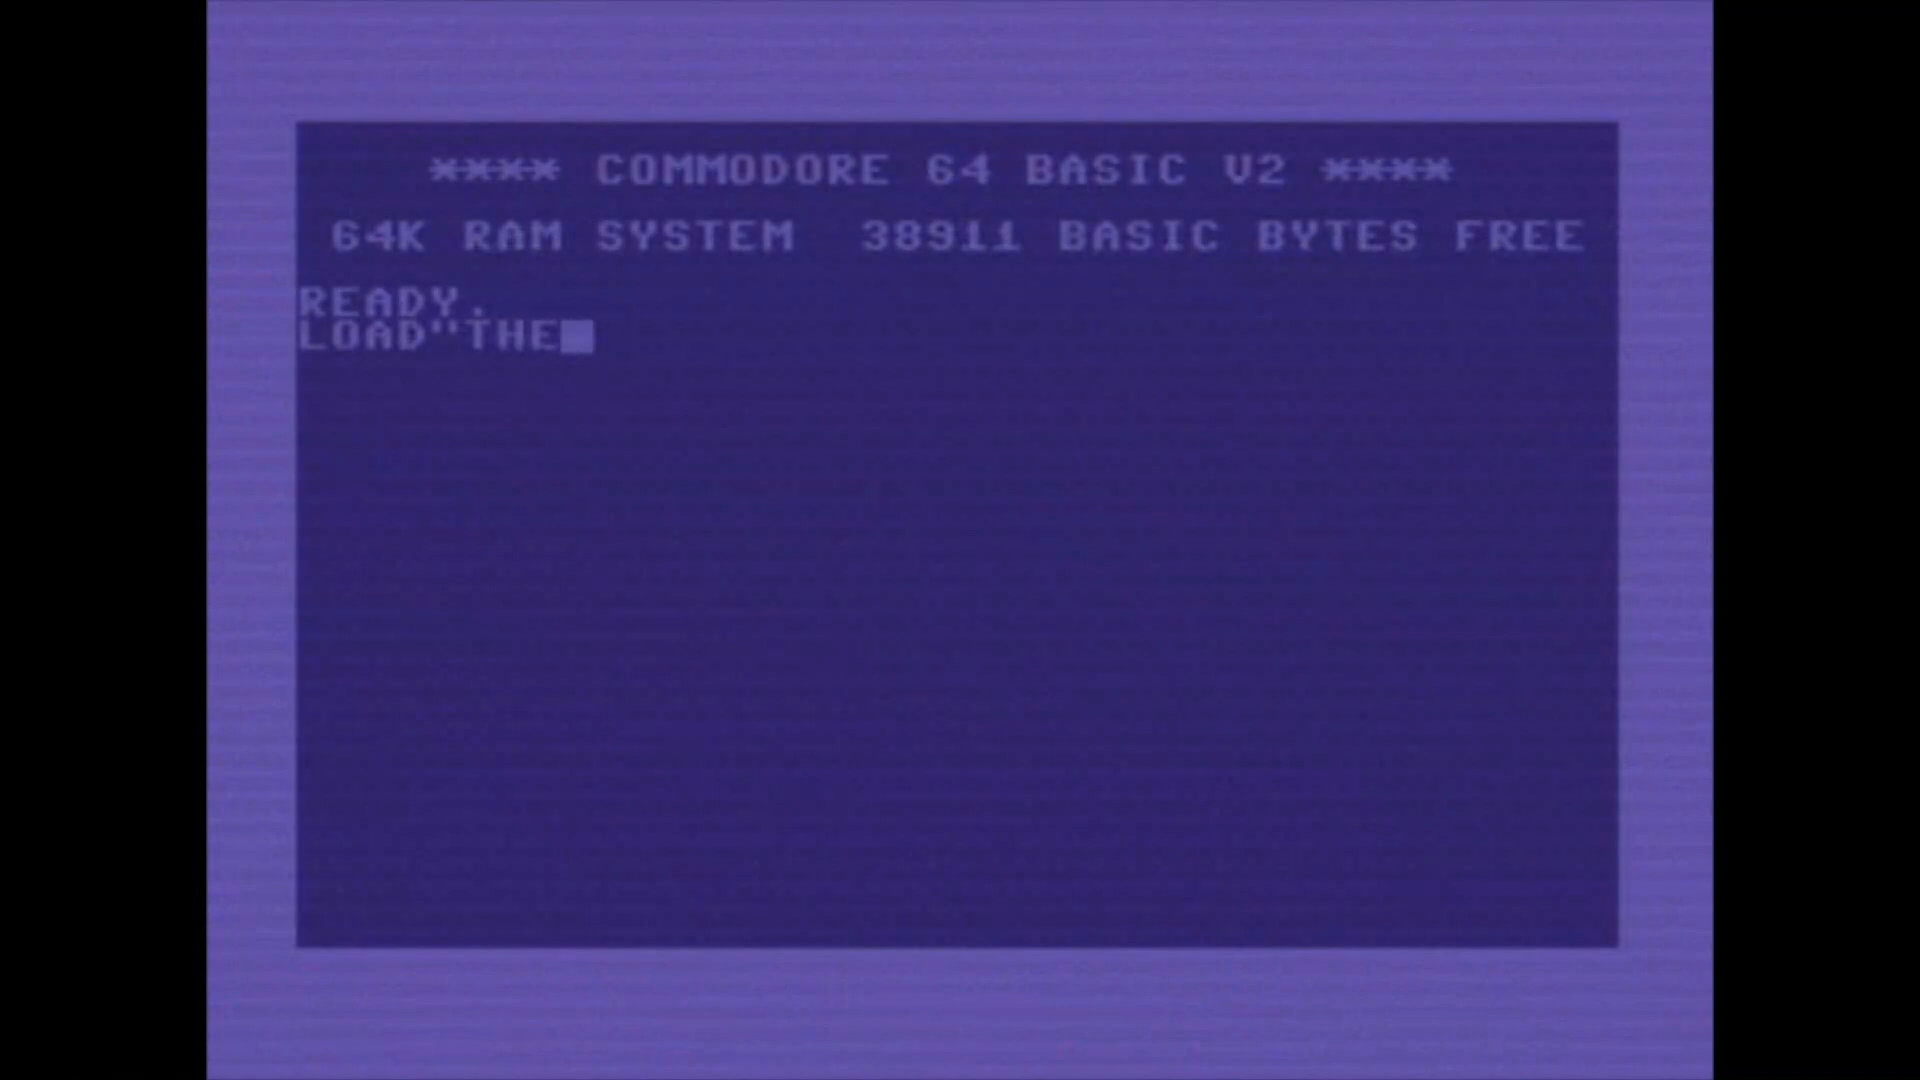 **** COMMODORE 64 BASIC V2 ****
64K RAM SYSTEM  38911 BASIC BYTES FREE
READY.
LOAD"THE